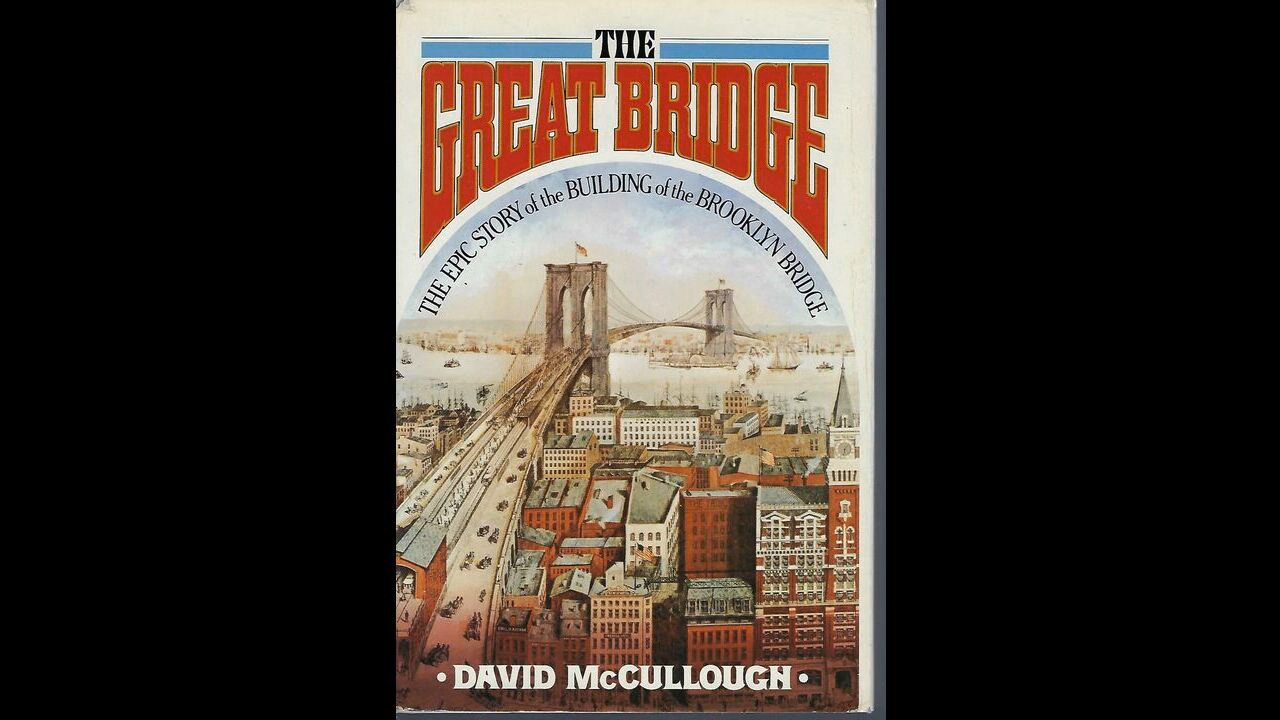 THE
GREAT BRIDGE
THE EPIC STORY of the BUILDING of the BROOKLYN BRIDGE
• DAVID McCULLOUGH •